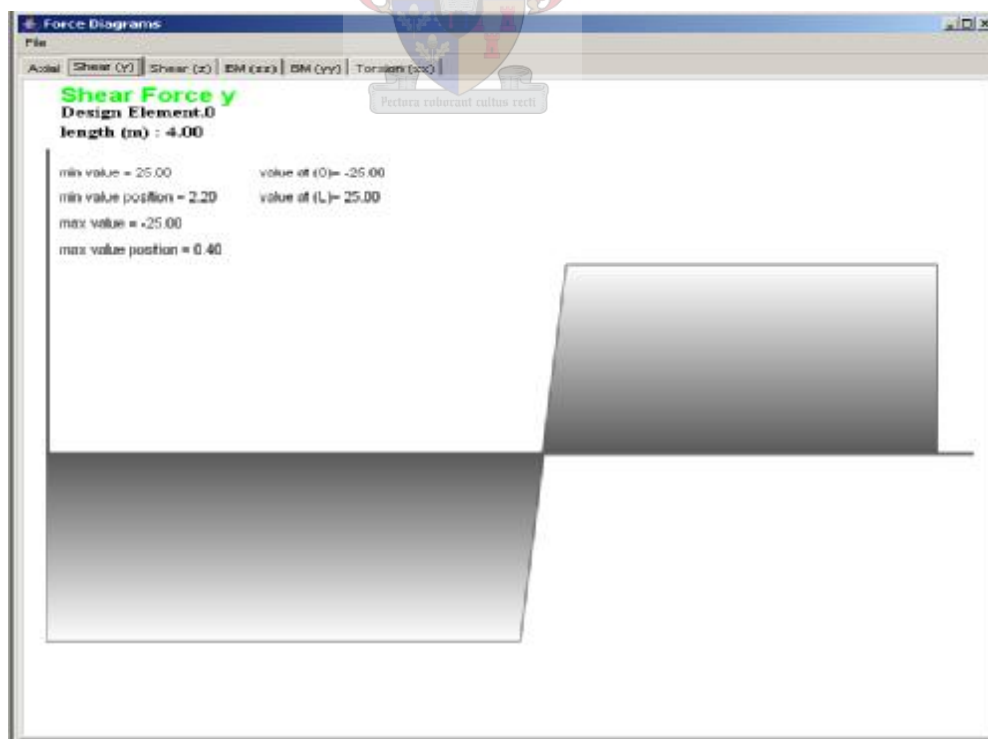 Force Diagrams
File
Axial Shear (y) Shear (z) BM (zz) BM (yy) Torsion (xx)
Pectora roborant cultus recti
Shear Force y
Design Element.0
length (m) : 4.00
min value = 25.00 value at (0)= -25.00
min value position = 2.20 value at (L)= 25.00
max value = -25.00
max value postion = 0.40